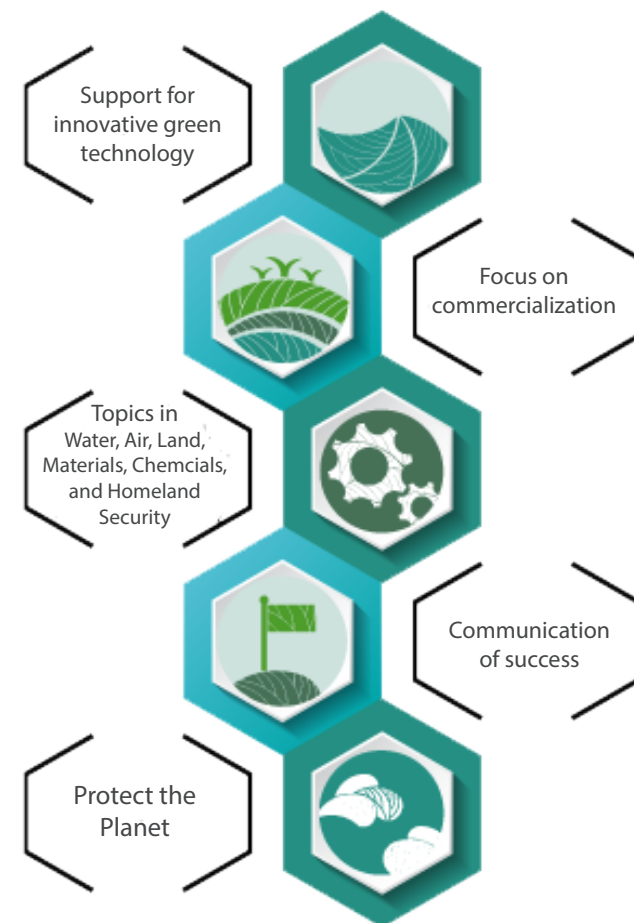 Support for
innovative green
technology
Focus on
commercialization
Topics in
Water, Air, Land,
Materials, Chemcials,
and Homeland
Security
Communication
of success
Protect the
Planet